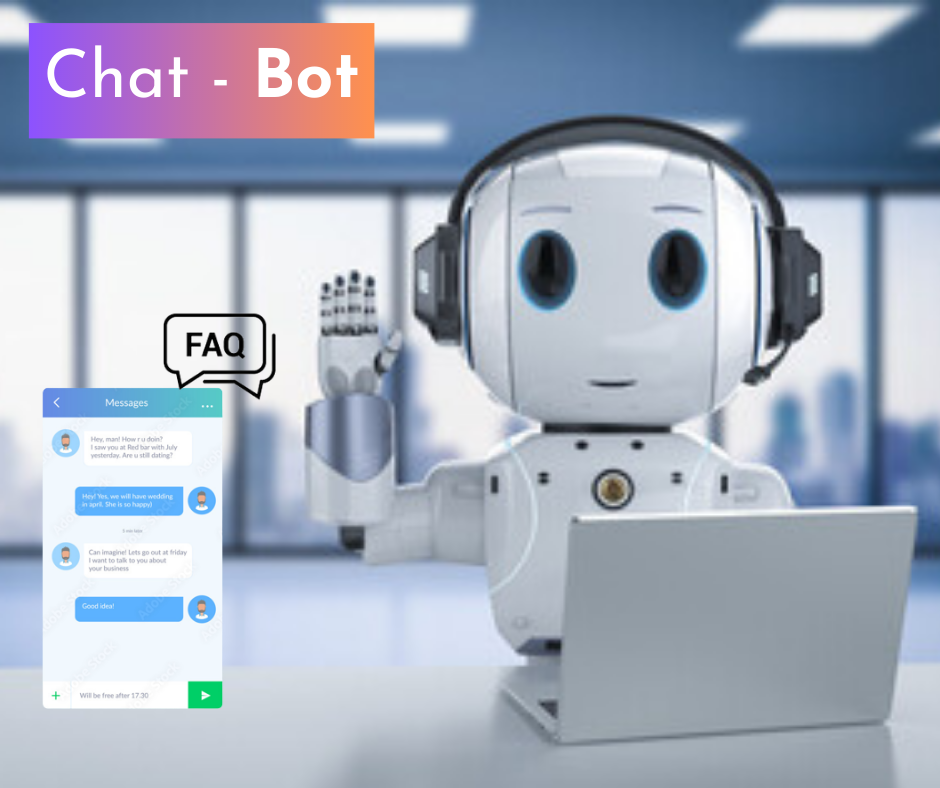 Chat - Bot
FAQ
Messages
Hey, man! How r u doin?
I saw you at Red bar with July
yesterday. Are u still dating?
Hey! Yes, we will have wedding
in april. She is so happy)
Can imagine! Lets go out at friday
I want to talk to you about
your business
Good idea!
Will be free after 17.30